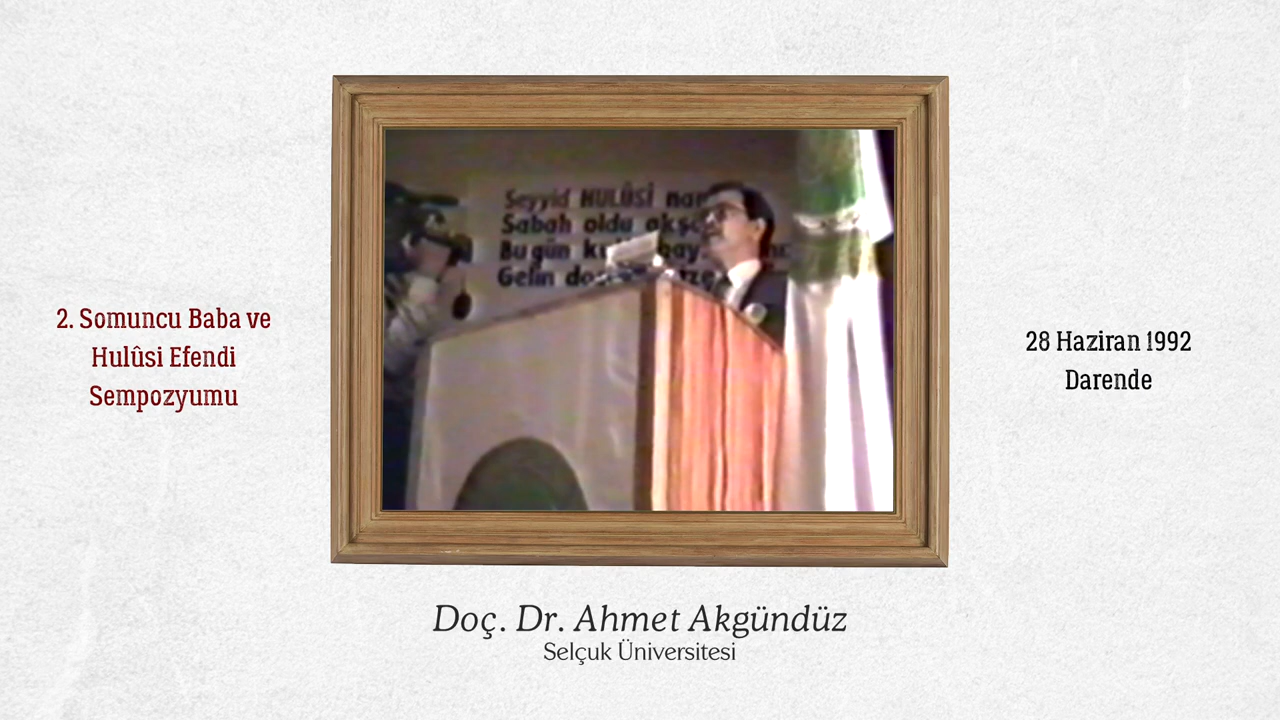 Seyyid HULÛSİ
Sabah oldu
Bugün
Gelin
2. Somuncu Baba ve
Hulûsi Efendi
Sempozyumu
28 Haziran 1992
Darende
Doç. Dr. Ahmet Akgündüz
Selçuk Üniversitesi